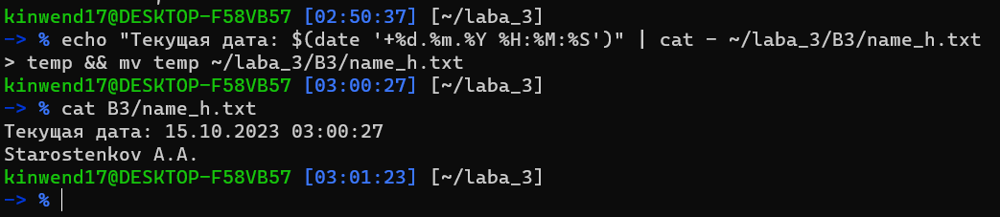 kinwend17@DESKTOP-F58VB57 [02:50:37] [~/laba_3]
-> % echo "Текущая дата: $(date '+%d.%m.%Y %H:%M:%S')" | cat - ~/laba_3/B3/name_h.txt
> temp && mv temp ~/laba_3/B3/name_h.txt
kinwend17@DESKTOP-F58VB57 [03:00:27] [~/laba_3]
-> % cat B3/name_h.txt
Текущая дата: 15.10.2023 03:00:27
Starostenkov A.A.
kinwend17@DESKTOP-F58VB57 [03:01:23] [~/laba_3]
-> %